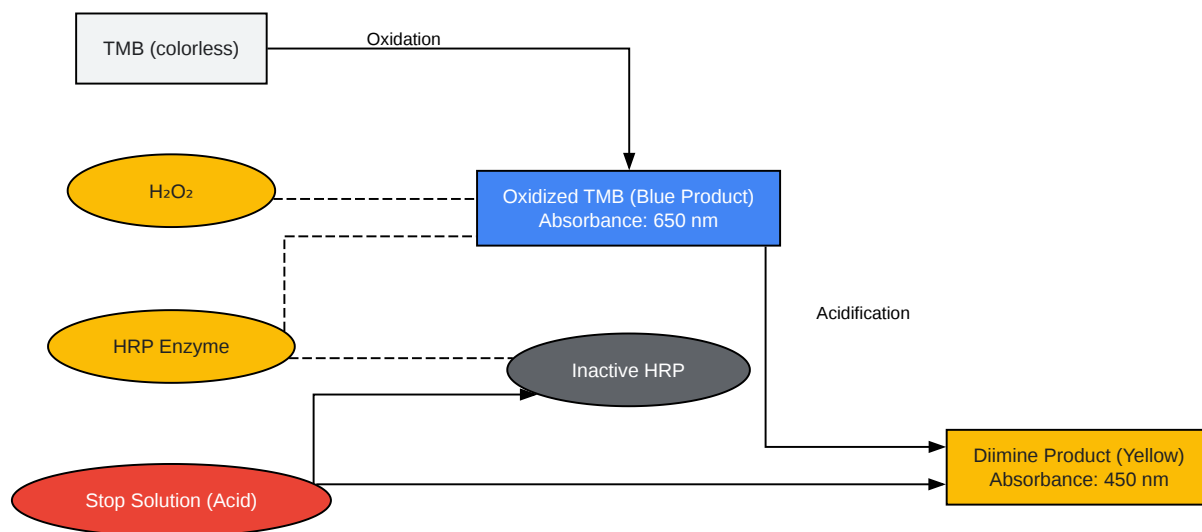 TMB (colorless)
Oxidation
H₂O₂
Oxidized TMB (Blue Product)
Absorbance: 650 nm
Acidification
HRP Enzyme
Inactive HRP
Diimine Product (Yellow)
Absorbance: 450 nm
Stop Solution (Acid)